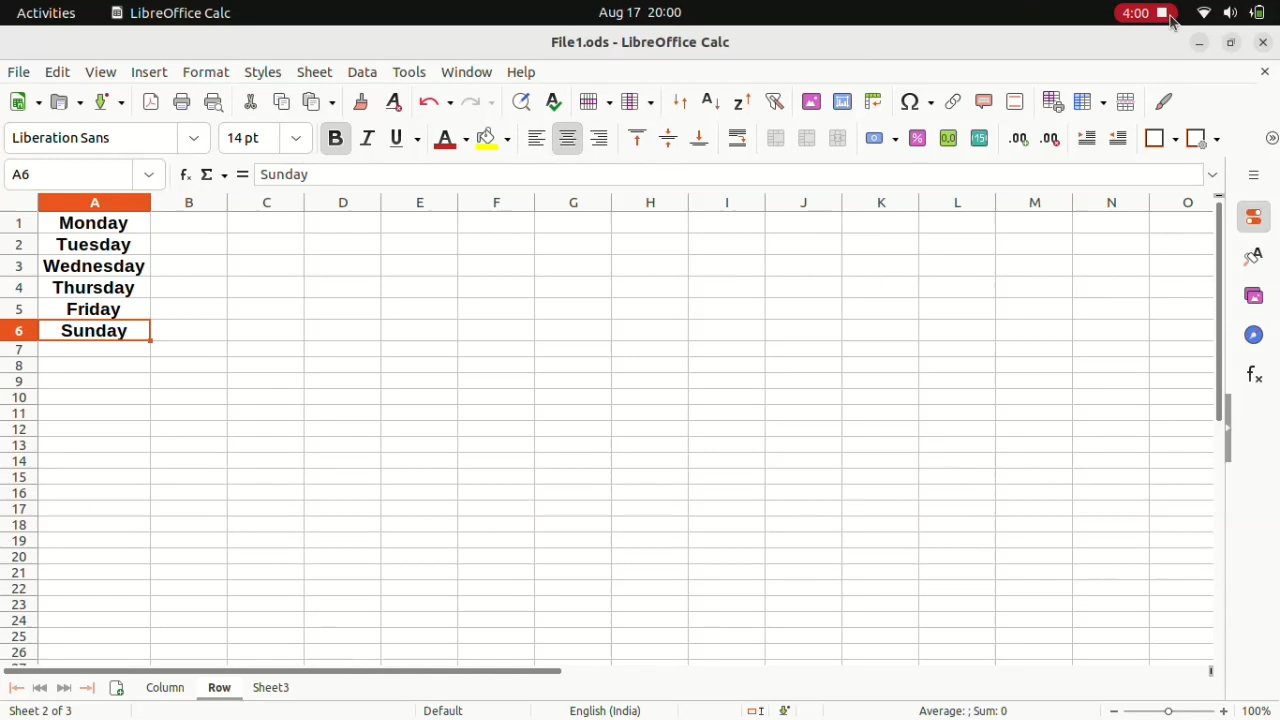 Activities LibreOffice Calc Aug 17 20:00 4:00
File1.ods - LibreOffice Calc
File Edit View Insert Format Styles Sheet Data Tools Window Help
Liberation Sans 14 pt
A6 Sunday
A B C D E F G H I J K L M N O
1 Monday
2 Tuesday
3 Wednesday
4 Thursday
5 Friday
6 Sunday
7
8
9
10
11
12
13
14
15
16
17
18
19
20
21
22
23
24
25
26
Column Row Sheet3
Sheet 2 of 3 Default English (India) Average: ; Sum: 0 100%